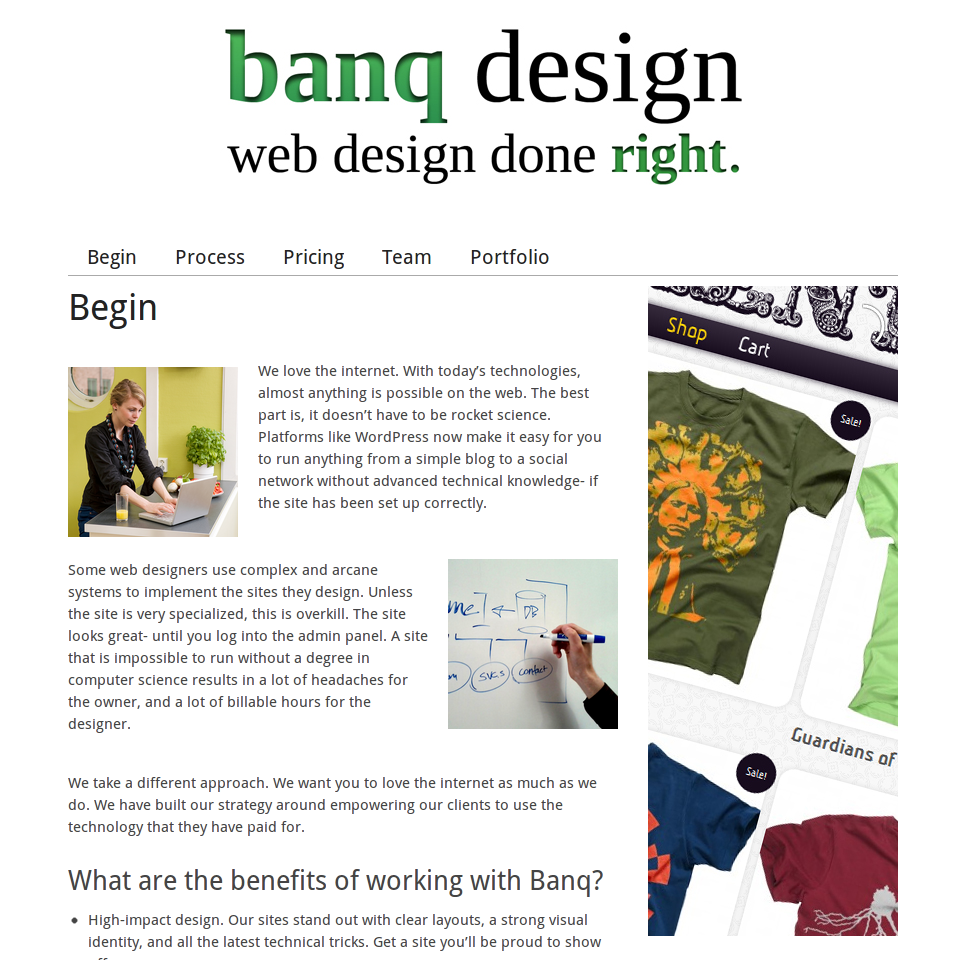 banq design
web design done right.
Begin Process Pricing Team Portfolio
Begin
We love the internet. With today’s technologies,
almost anything is possible on the web. The best
part is, it doesn’t have to be rocket science.
Platforms like WordPress now make it easy for you
to run anything from a simple blog to a social
network without advanced technical knowledge- if
the site has been set up correctly.
Some web designers use complex and arcane
systems to implement the sites they design. Unless
the site is very specialized, this is overkill. The site
looks great- until you log into the admin panel. A site
that is impossible to run without a degree in
computer science results in a lot of headaches for
the owner, and a lot of billable hours for the
designer.
me
DB
SVCS
contact
We take a different approach. We want you to love the internet as much as we
do. We have built our strategy around empowering our clients to use the
technology that they have paid for.
What are the benefits of working with Banq?
High-impact design. Our sites stand out with clear layouts, a strong visual
identity, and all the latest technical tricks. Get a site you’ll be proud to show
Shop Cart
Sale!
Guardians of
Sale!